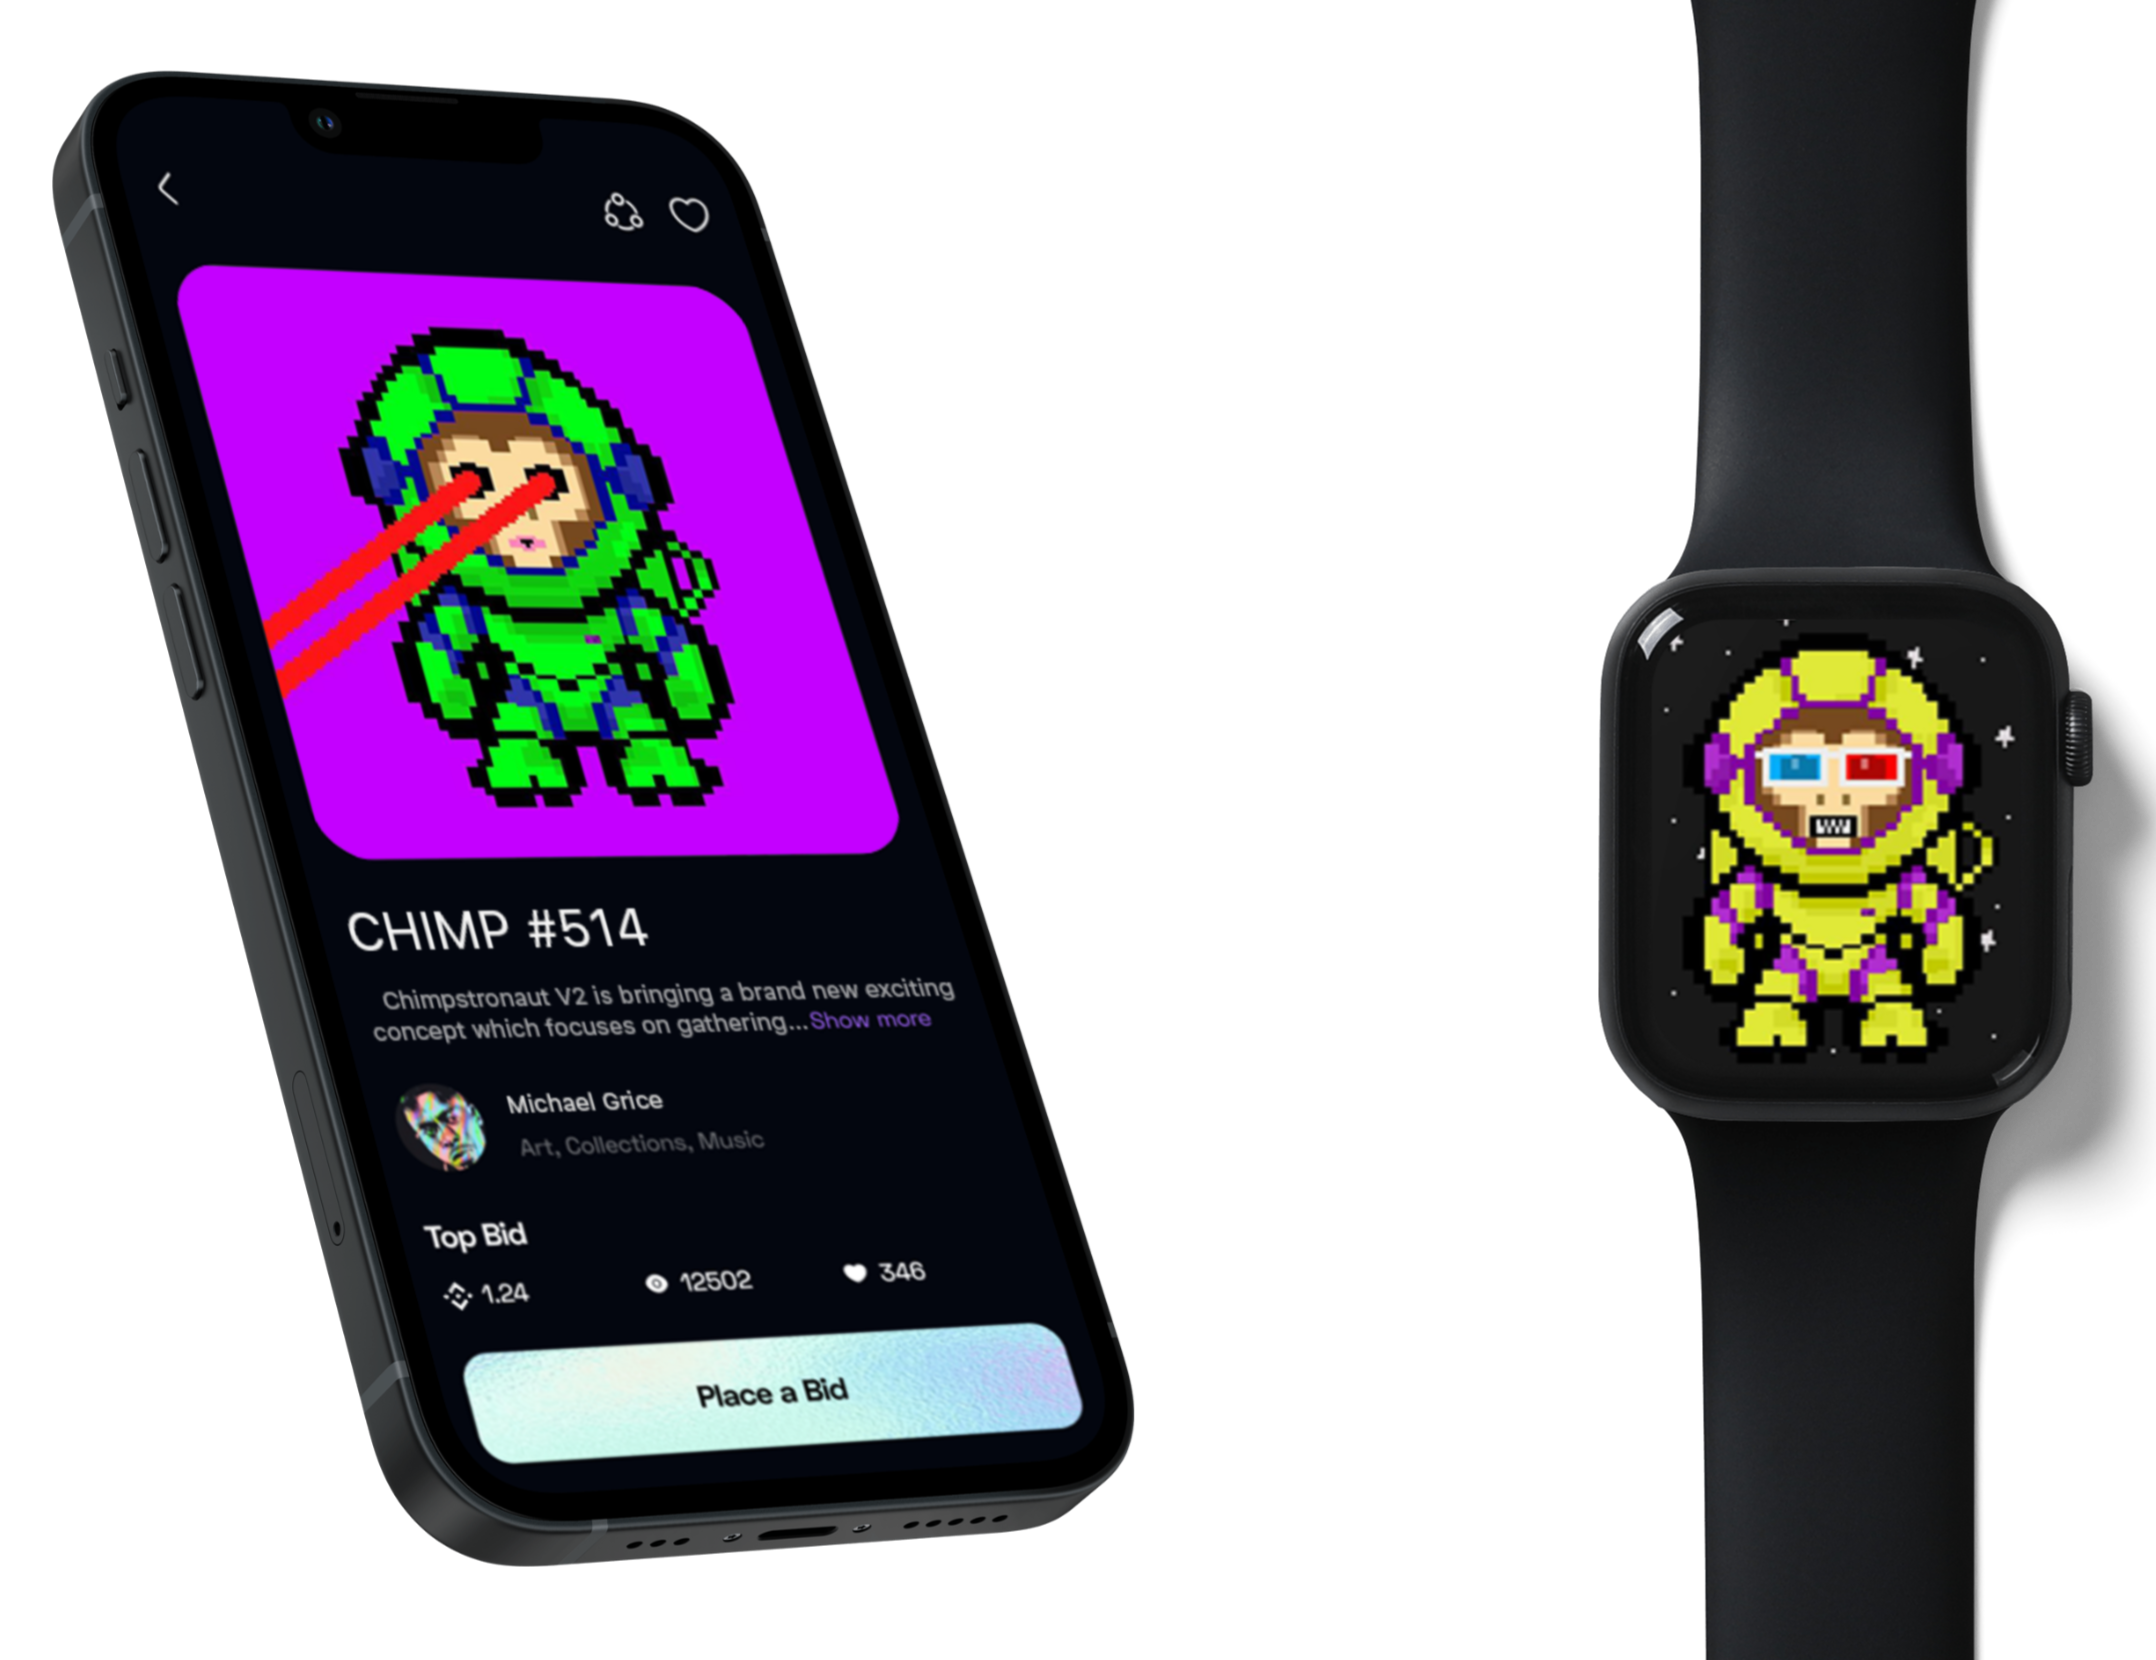 CHIMP #514
Chimpstronaut V2 is bringing a brand new exciting
concept which focuses on gathering...Show more
Michael Grice
Art, Collections, Music
Top Bid
1.24 12502 346
Place a Bid